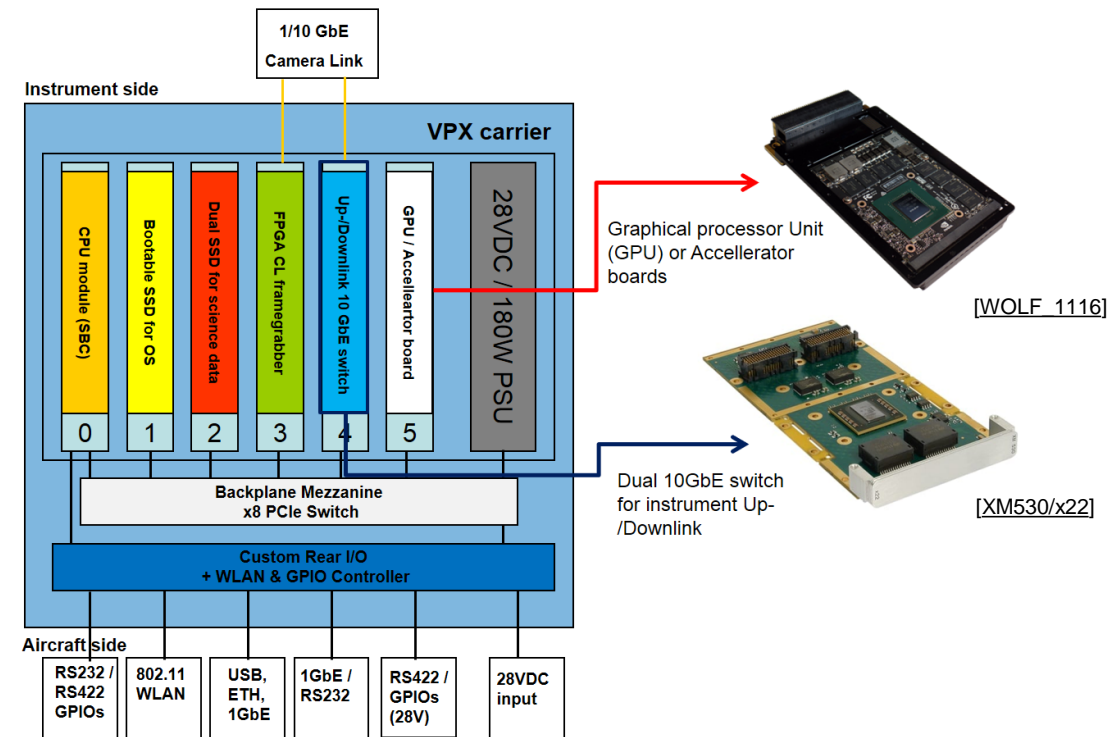 1/10 GbE
Camera Link
Instrument side
VPX carrier
CPU module (SBC)
Bootable SSD for OS
Dual SSD for science data
FPGA CL framegrabber
Up-/Downlink 10 GbE switch
GPU / Accelleartor board
28VDC / 180W PSU
0
1
2
3
4
5
Backplane Mezzanine
x8 PCIe Switch
Custom Rear I/O
+ WLAN & GPIO Controller
Aircraft side
RS232 /
RS422
GPIOs
802.11
WLAN
USB,
ETH,
1GbE
1GbE /
RS232
RS422 /
GPIOs
(28V)
28VDC
input
Graphical processor Unit
(GPU) or Accellerator
boards
[WOLF_1116]
Dual 10GbE switch
for instrument Up-
/Downlink
[XM530/x22]